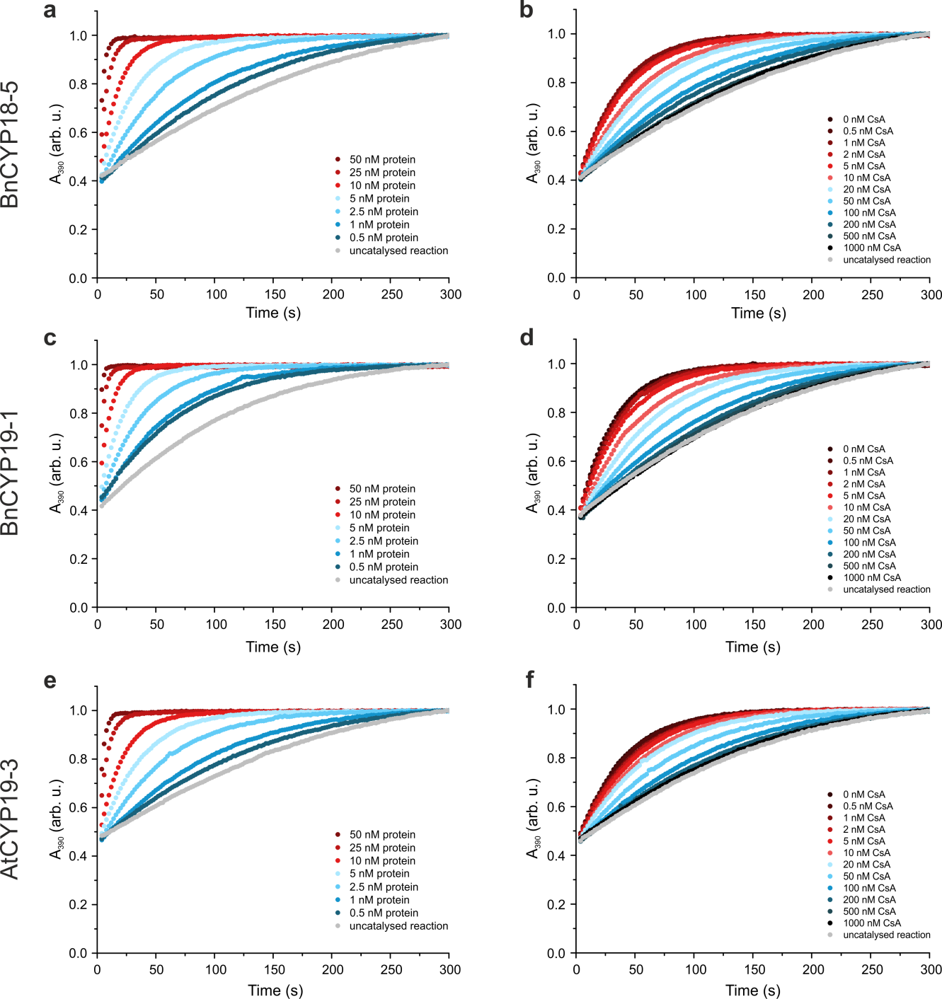 BnCYP18-5
a
1.0
0.8
0.6
0.4
0.2
0.0
A390 (arb. u.)
50 nM protein
25 nM protein
10 nM protein
5 nM protein
2.5 nM protein
1 nM protein
0.5 nM protein
uncatalysed reaction
0 50 100 150 200 250 300
Time (s)
b
1.0
0.8
0.6
0.4
0.2
0.0
A390 (arb. u.)
0 nM CsA
0.5 nM CsA
1 nM CsA
2 nM CsA
5 nM CsA
10 nM CsA
20 nM CsA
50 nM CsA
100 nM CsA
200 nM CsA
500 nM CsA
1000 nM CsA
uncatalysed reaction
0 50 100 150 200 250 300
Time (s)
BnCYP19-1
c
1.0
0.8
0.6
0.4
0.2
0.0
A390 (arb. u.)
50 nM protein
25 nM protein
10 nM protein
5 nM protein
2.5 nM protein
1 nM protein
0.5 nM protein
uncatalysed reaction
0 50 100 150 200 250 300
Time (s)
d
1.0
0.8
0.6
0.4
0.2
0.0
A390 (arb. u.)
0 nM CsA
0.5 nM CsA
1 nM CsA
2 nM CsA
5 nM CsA
10 nM CsA
20 nM CsA
50 nM CsA
100 nM CsA
200 nM CsA
500 nM CsA
1000 nM CsA
uncatalysed reaction
0 50 100 150 200 250 300
Time (s)
AtCYP19-3
e
1.0
0.8
0.6
0.4
0.2
0.0
A390 (arb. u.)
50 nM protein
25 nM protein
10 nM protein
5 nM protein
2.5 nM protein
1 nM protein
0.5 nM protein
uncatalysed reaction
0 50 100 150 200 250 300
Time (s)
f
1.0
0.8
0.6
0.4
0.2
0.0
A390 (arb. u.)
0 nM CsA
0.5 nM CsA
1 nM CsA
2 nM CsA
5 nM CsA
10 nM CsA
20 nM CsA
50 nM CsA
100 nM CsA
200 nM CsA
500 nM CsA
1000 nM CsA
uncatalysed reaction
0 50 100 150 200 250 300
Time (s)